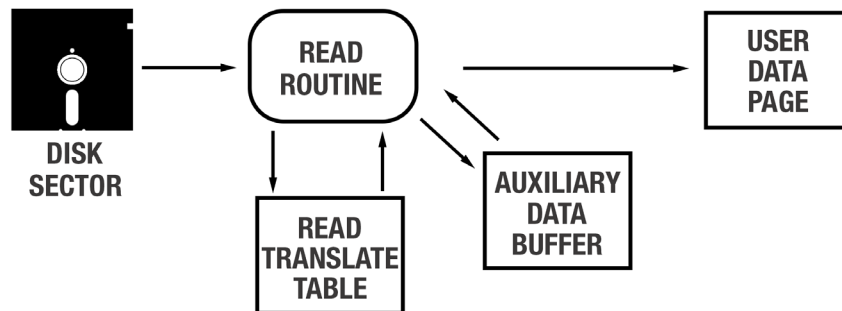 DISK
SECTOR
READ
ROUTINE
READ
TRANSLATE
TABLE
AUXILIARY
DATA
BUFFER
USER
DATA
PAGE